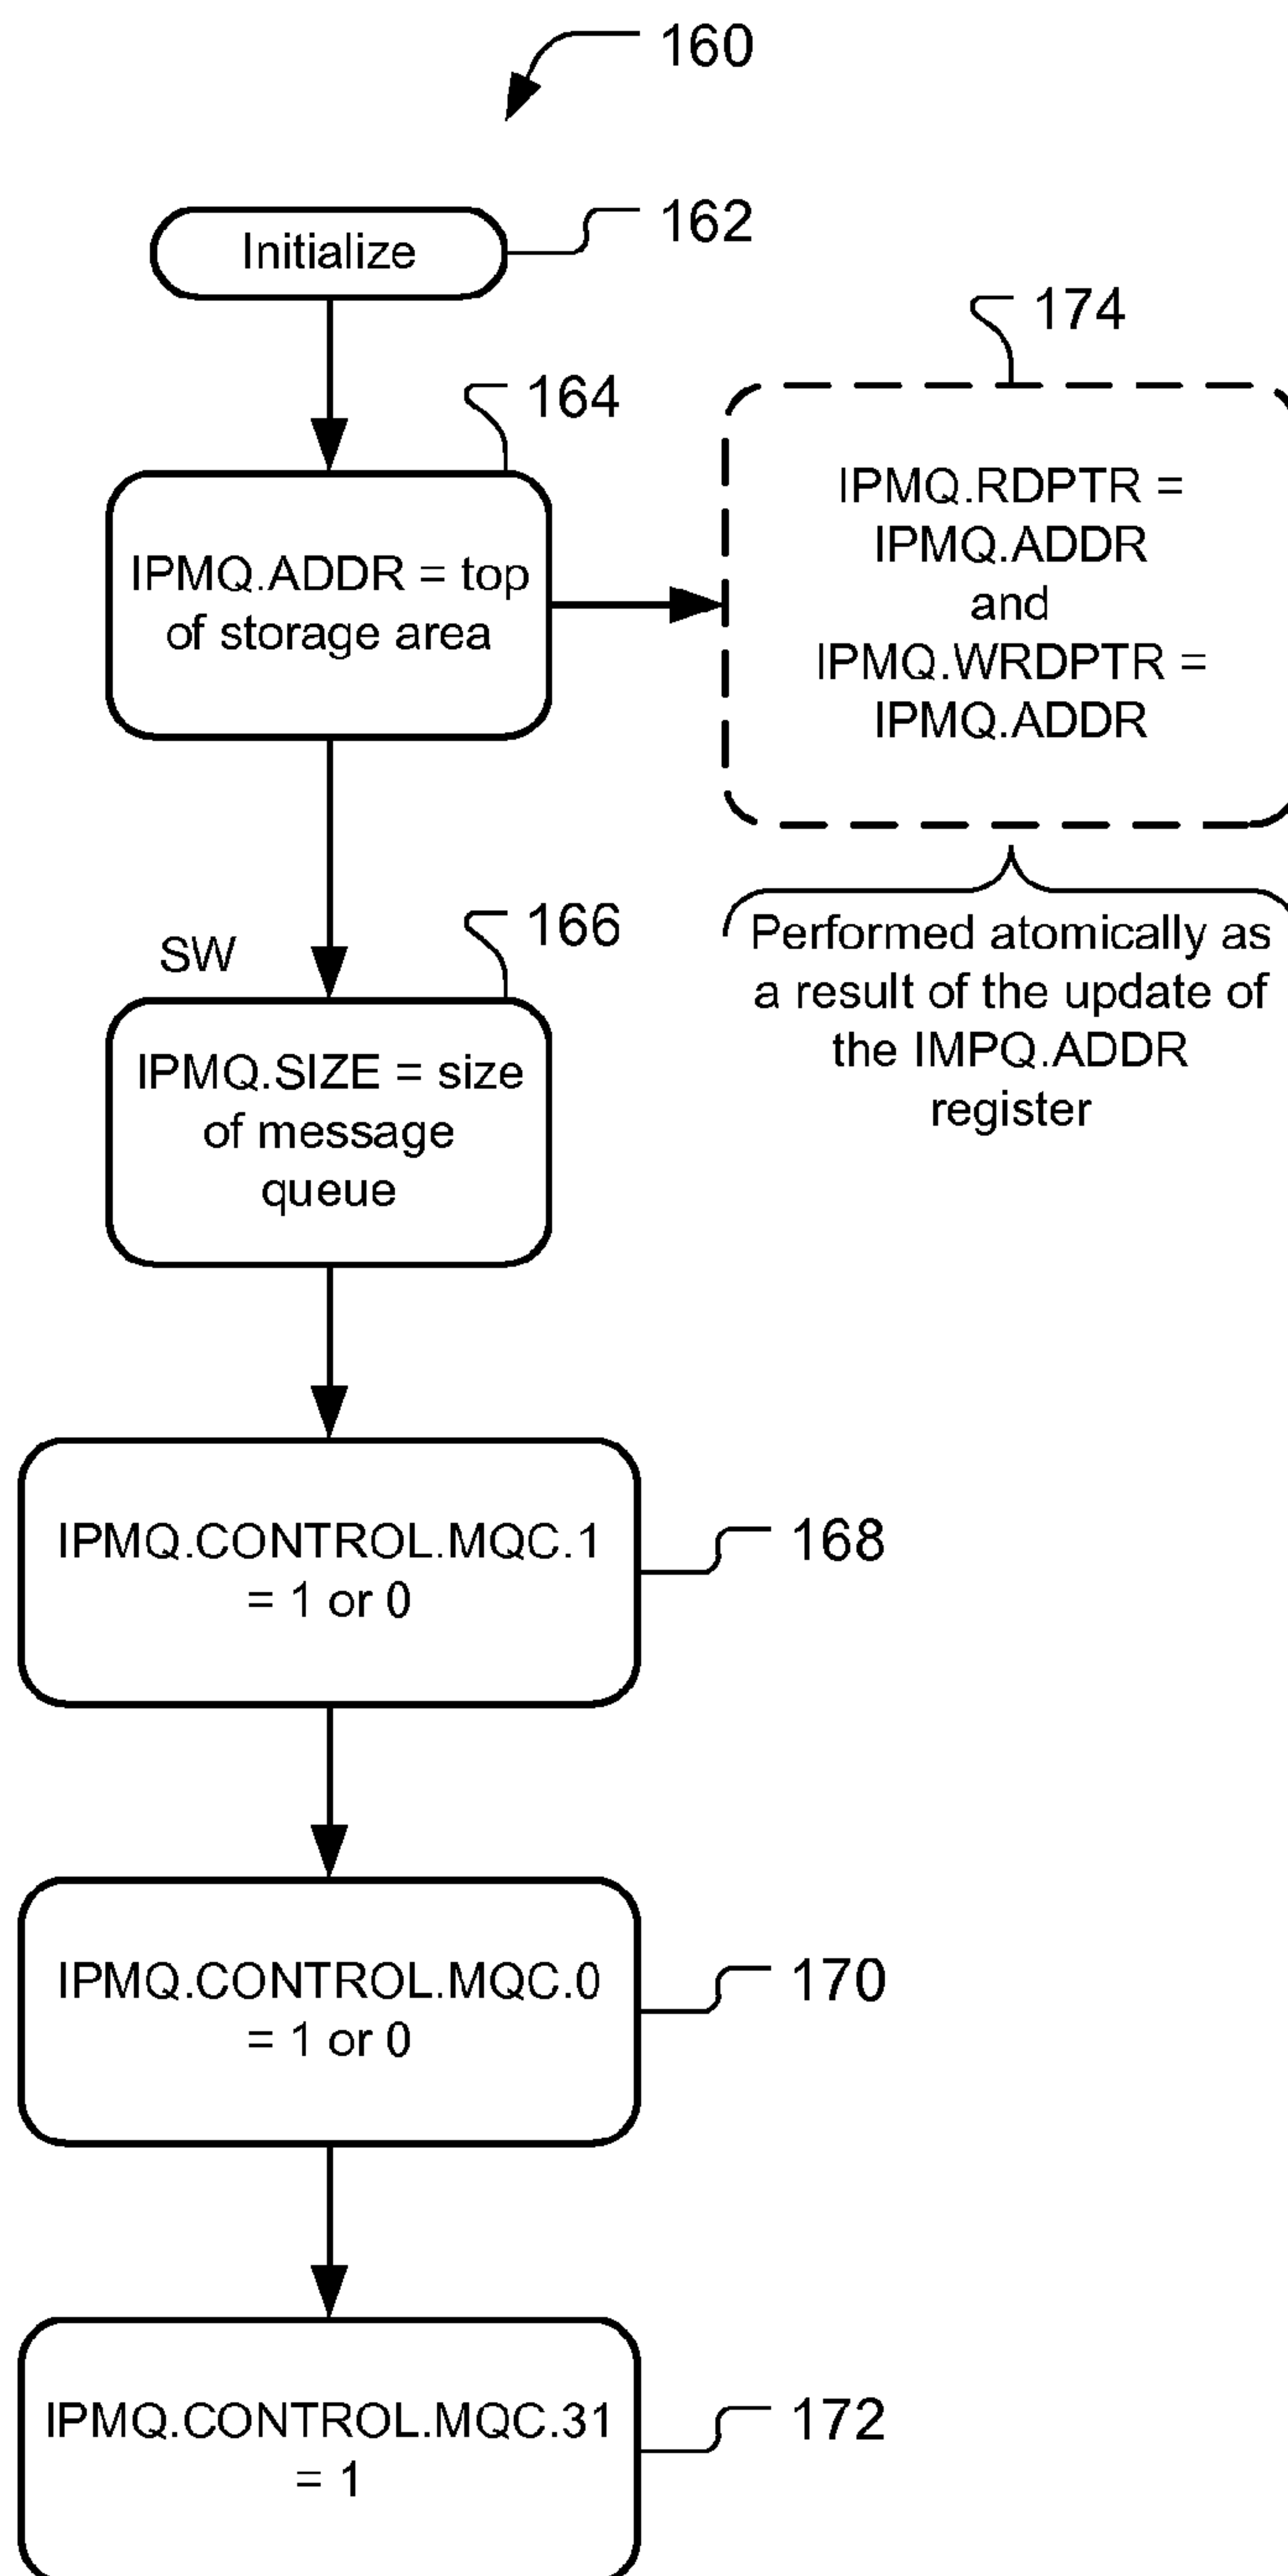 160
Initialize
162
174
164
IPMQ.ADDR = top
of storage area
IPMQ.RDPTR =
IPMQ.ADDR
and
IPMQ.WRDPTR =
IPMQ.ADDR
Performed atomically as
a result of the update of
the IMPQ.ADDR
register
SW
166
IPMQ.SIZE = size
of message
queue
IPMQ.CONTROL.MQC.1
= 1 or 0
168
IPMQ.CONTROL.MQC.0
= 1 or 0
170
IPMQ.CONTROL.MQC.31
= 1
172